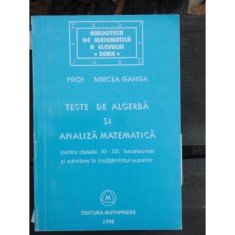 BIBLIOTECA
DE MATEMATICĂ
A ELEVULUI
* SERIE *
PROF. MIRCEA GANGA
TESTE DE ALGEBRĂ
ŞI
ANALIZĂ MATEMATICĂ
pentru clasele XI - XII, bacalaureat
şi admitere în învăţămîntul superior
M
EDITURA MATHPRESS
1998